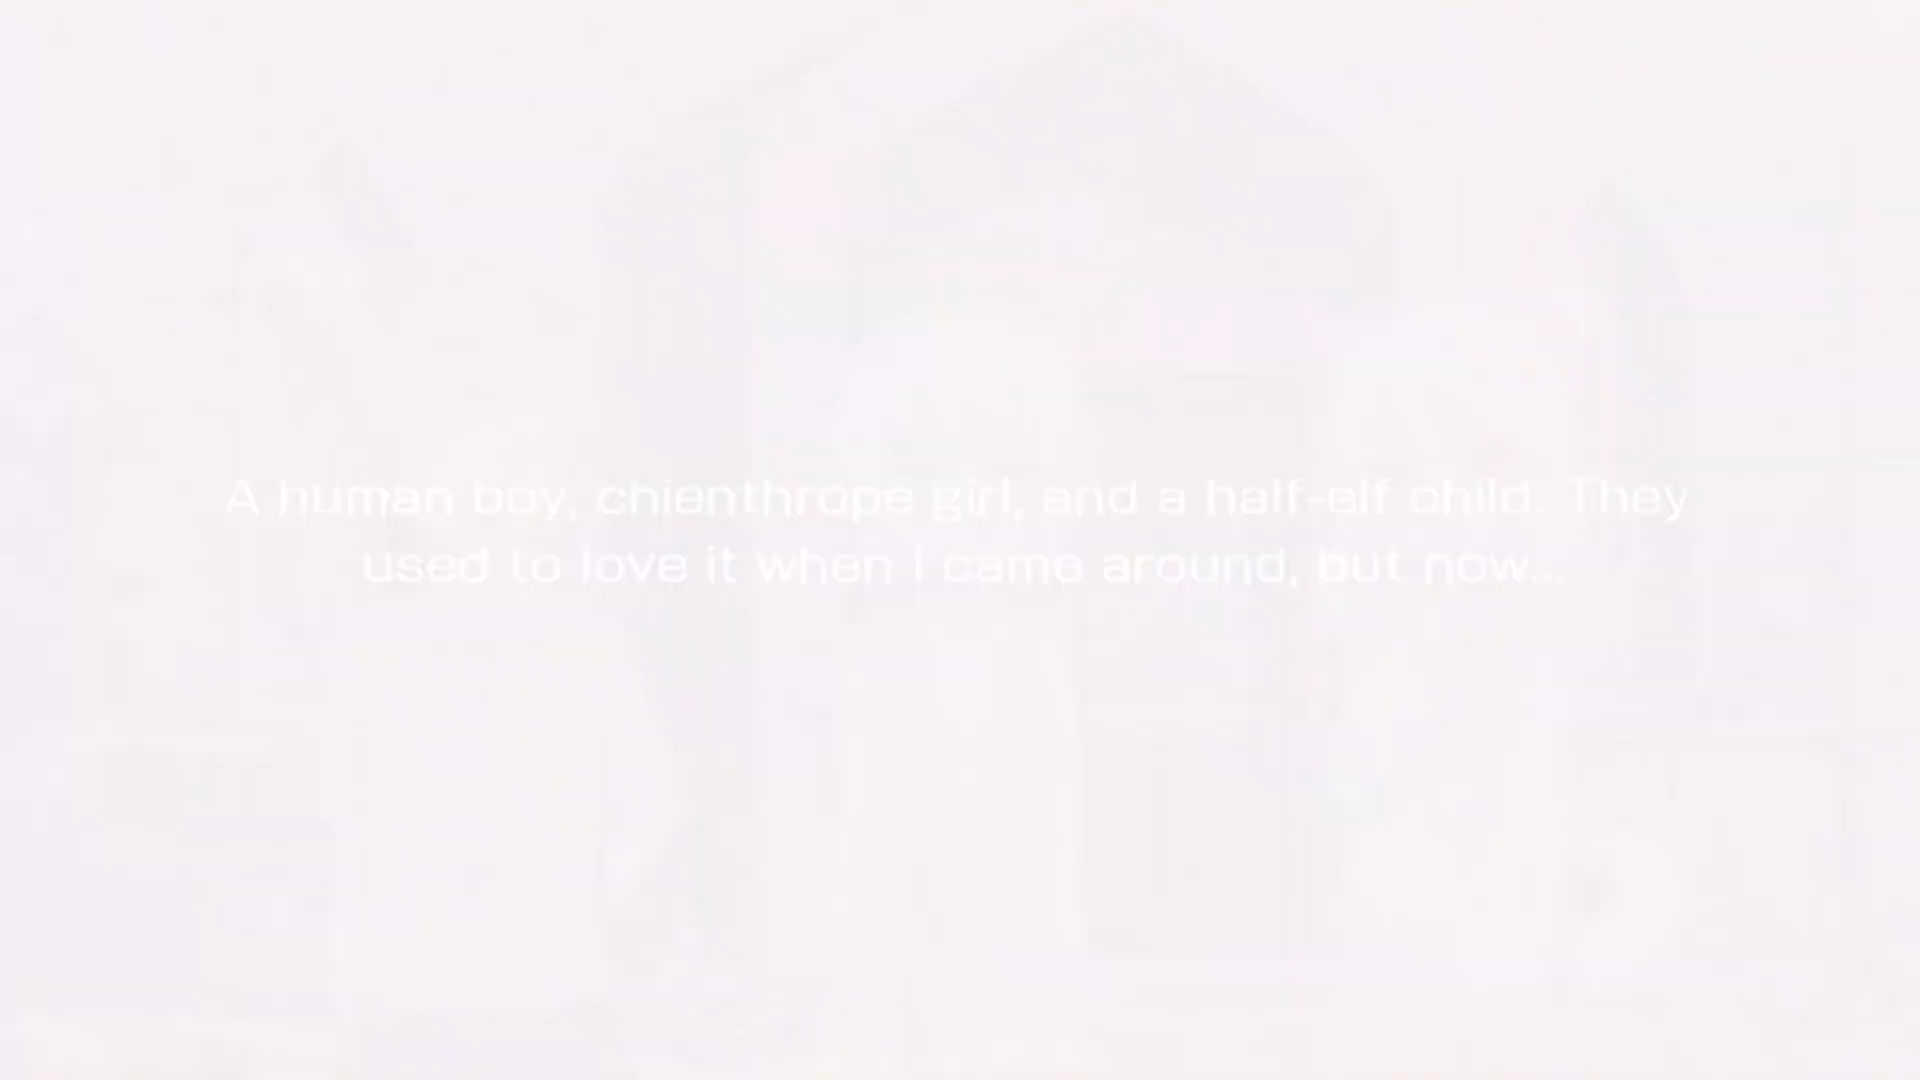 A human boy, chienthrope girl, and a half-elf child. They
used to love it when I came around, but now...